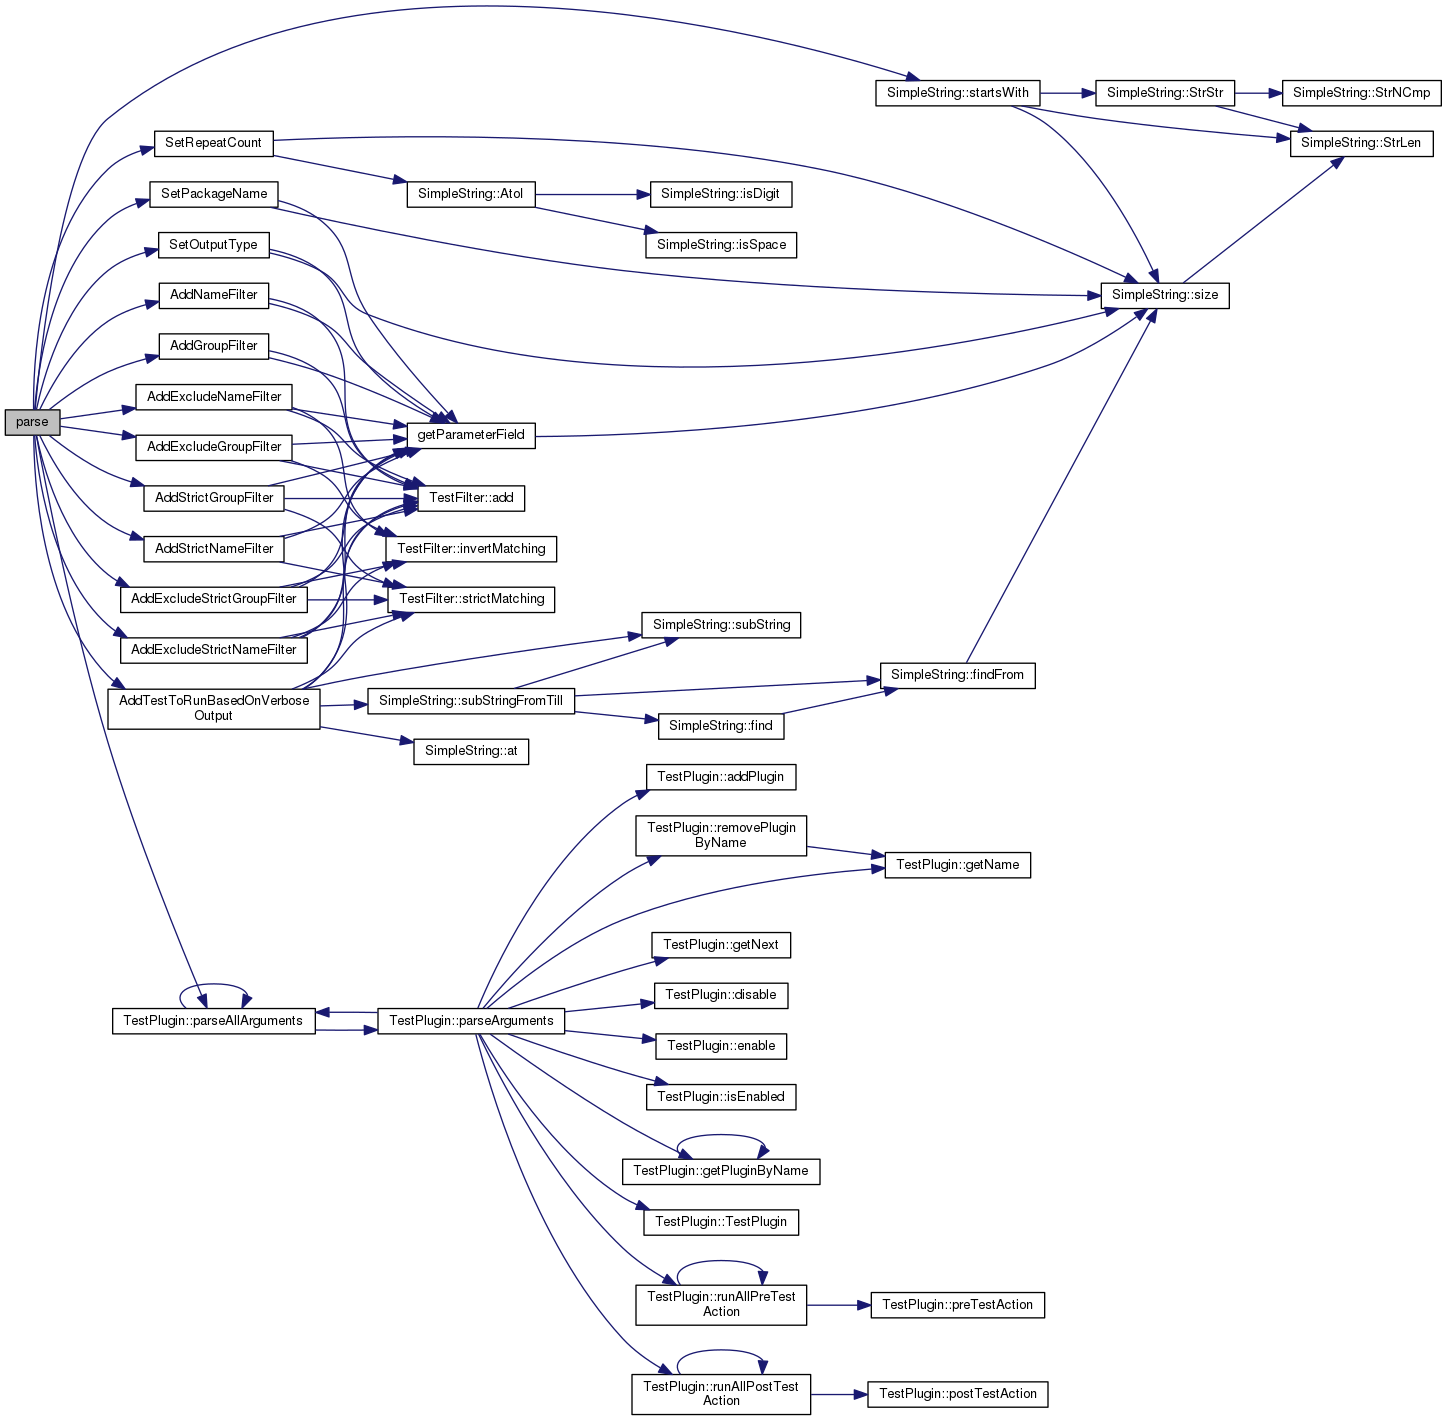 parse
SimpleString::startsWith
SimpleString::StrStr
SimpleString::StrNCmp
SimpleString::StrLen
SetRepeatCount
SimpleString::AtoI
SimpleString::isDigit
SetPackageName
SimpleString::isSpace
SetOutputType
AddNameFilter
SimpleString::size
AddGroupFilter
AddExcludeNameFilter
getParameterField
AddExcludeGroupFilter
AddStrictGroupFilter
TestFilter::add
AddStrictNameFilter
TestFilter::invertMatching
AddExcludeStrictGroupFilter
TestFilter::strictMatching
AddExcludeStrictNameFilter
SimpleString::subString
SimpleString::findFrom
AddTestToRunBasedOnVerbose
Output
SimpleString::subStringFromTill
SimpleString::find
SimpleString::at
TestPlugin::addPlugin
TestPlugin::removePlugin
ByName
TestPlugin::getName
TestPlugin::getNext
TestPlugin::disable
TestPlugin::parseAllArguments
TestPlugin::parseArguments
TestPlugin::enable
TestPlugin::isEnabled
TestPlugin::getPluginByName
TestPlugin::TestPlugin
TestPlugin::runAllPreTest
Action
TestPlugin::preTestAction
TestPlugin::runAllPostTest
Action
TestPlugin::postTestAction